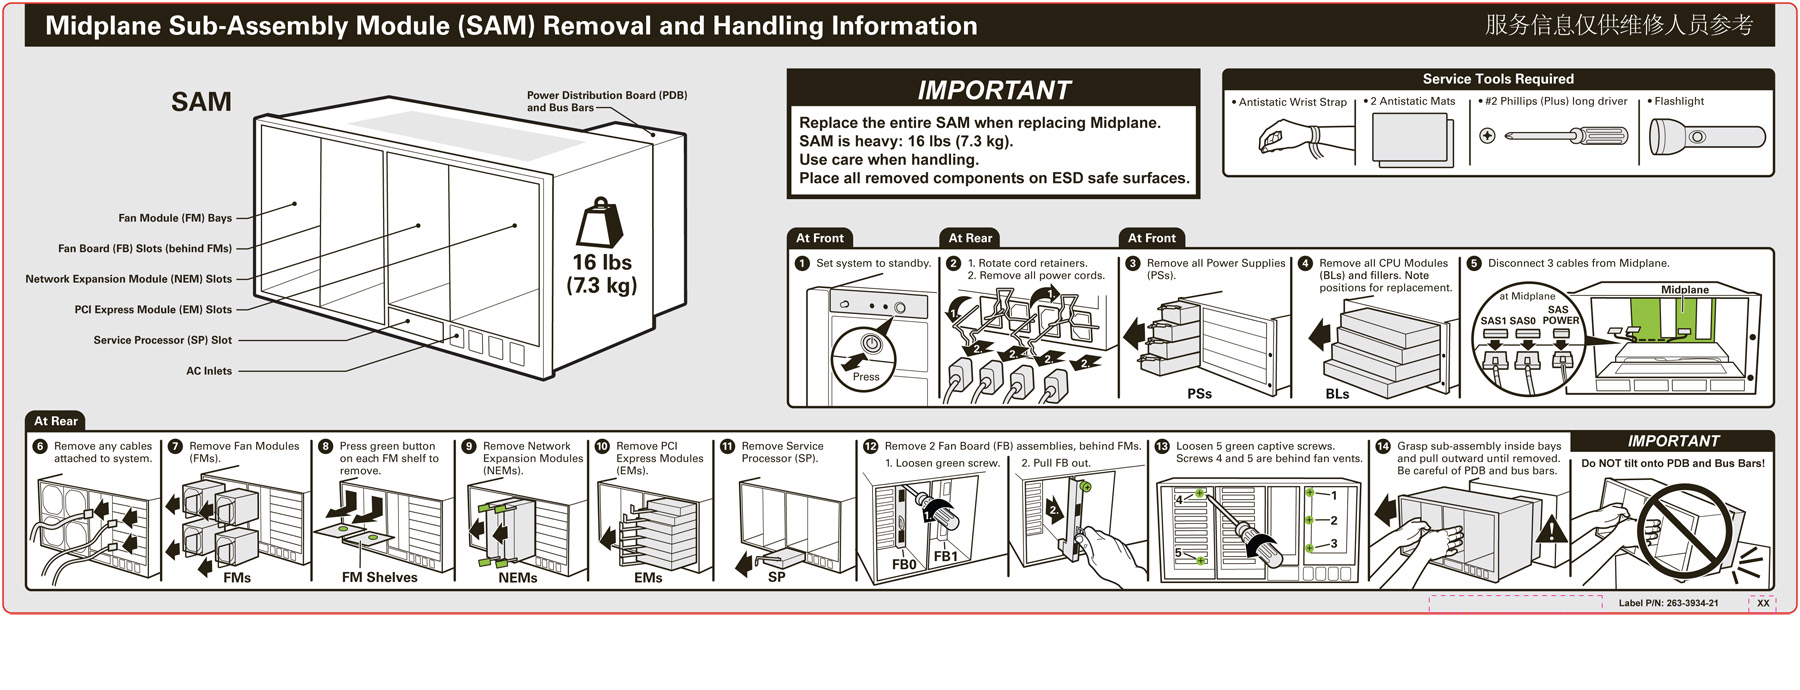 Midplane Sub-Assembly Module (SAM) Removal and Handling Information
服务信息仅供维修人员参考
SAM
Power Distribution Board (PDB)
and Bus Bars
Fan Module (FM) Bays
Fan Board (FB) Slots (behind FMs)
Network Expansion Module (NEM) Slots
PCI Express Module (EM) Slots
Service Processor (SP) Slot
AC Inlets
16 lbs
(7.3 kg)
IMPORTANT
Replace the entire SAM when replacing Midplane.
SAM is heavy: 16 lbs (7.3 kg).
Use care when handling.
Place all removed components on ESD safe surfaces.
Service Tools Required
• Antistatic Wrist Strap
• 2 Antistatic Mats
• #2 Phillips (Plus) long driver
• Flashlight
At Front
1 Set system to standby.
Press
At Rear
2 1. Rotate cord retainers.
2. Remove all power cords.
1.
1.
2.
2.
2.
2.
At Front
3 Remove all Power Supplies
(PSs).
PSs
4 Remove all CPU Modules
(BLs) and fillers. Note
positions for replacement.
BLs
5 Disconnect 3 cables from Midplane.
at Midplane
SAS1 SAS0 SAS
POWER
Midplane
At Rear
6 Remove any cables
attached to system.
7 Remove Fan Modules
(FMs).
FMs
8 Press green button
on each FM shelf to
remove.
FM Shelves
9 Remove Network
Expansion Modules
(NEMs).
NEMs
10 Remove PCI
Express Modules
(EMs).
EMs
11 Remove Service
Processor (SP).
SP
12 Remove 2 Fan Board (FB) assemblies, behind FMs.
1. Loosen green screw.
1.
FB0
FB1
2. Pull FB out.
2.
13 Loosen 5 green captive screws.
Screws 4 and 5 are behind fan vents.
4
5
1
2
3
14 Grasp sub-assembly inside bays
and pull outward until removed.
Be careful of PDB and bus bars.
IMPORTANT
Do NOT tilt onto PDB and Bus Bars!
Label P/N: 263-3934-21
XX